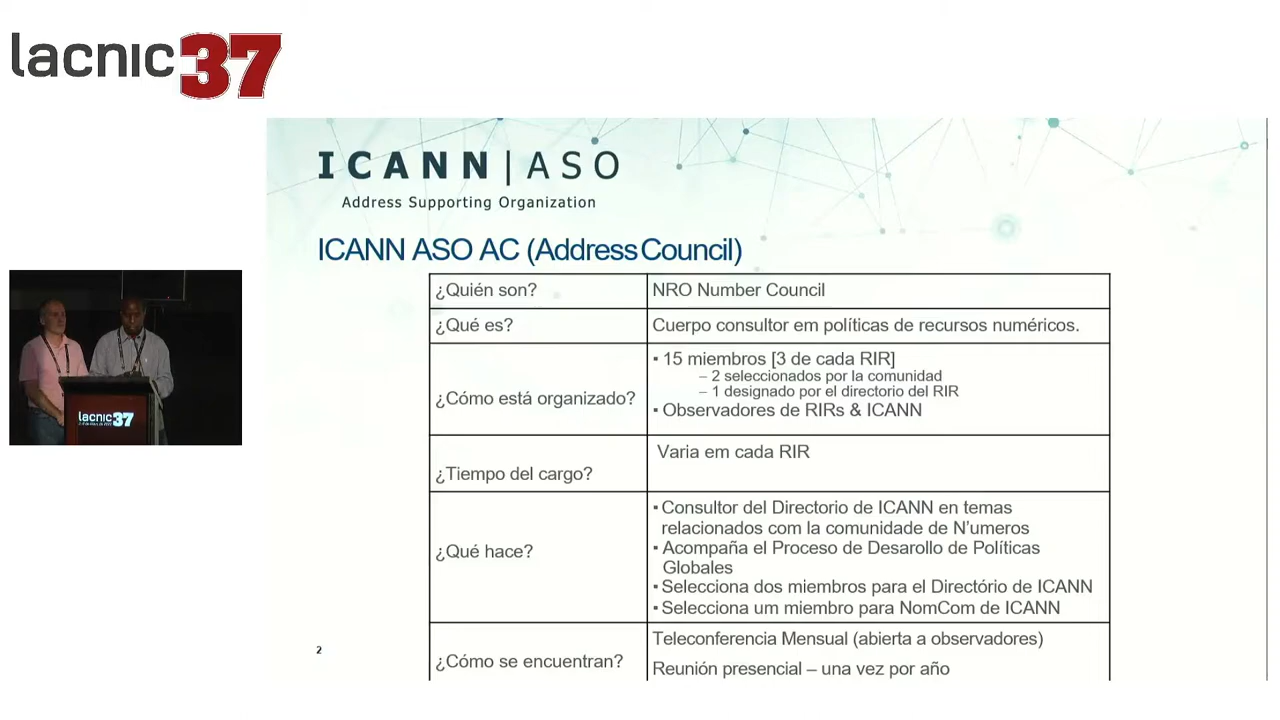 lacnic37
ICANN|ASO
Address Supporting Organization
ICANN ASO AC (Address Council)
¿Quién son?
NRO Number Council
¿Qué es?
Cuerpo consultor em políticas de recursos numéricos.
¿Cómo está organizado?
▪ 15 miembros [3 de cada RIR]
– 2 seleccionados por la comunidad
– 1 designado por el directorio del RIR
▪ Observadores de RIRs & ICANN
¿Tiempo del cargo?
Varia em cada RIR
¿Qué hace?
▪ Consultor del Directorio de ICANN en temas
relacionados com la comunidade de N'umeros
▪ Acompaña el Proceso de Desarollo de Políticas
Globales
▪ Selecciona dos miembros para el Directório de ICANN
▪ Selecciona um miembro para NomCom de ICANN
¿Cómo se encuentran?
Teleconferencia Mensual (abierta a observadores)
Reunión presencial – una vez por año
2
lacnic37